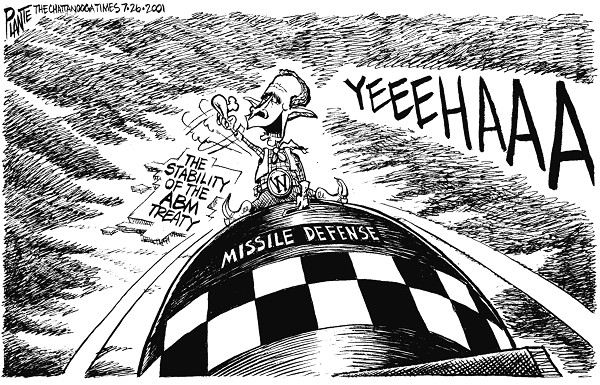 PLANTE THE CHATTANOOGA TIMES 7·26·2001
YEEEHAAA
THE
STABILITY
OF THE
ABM
TREATY
W
MISSILE DEFENSE